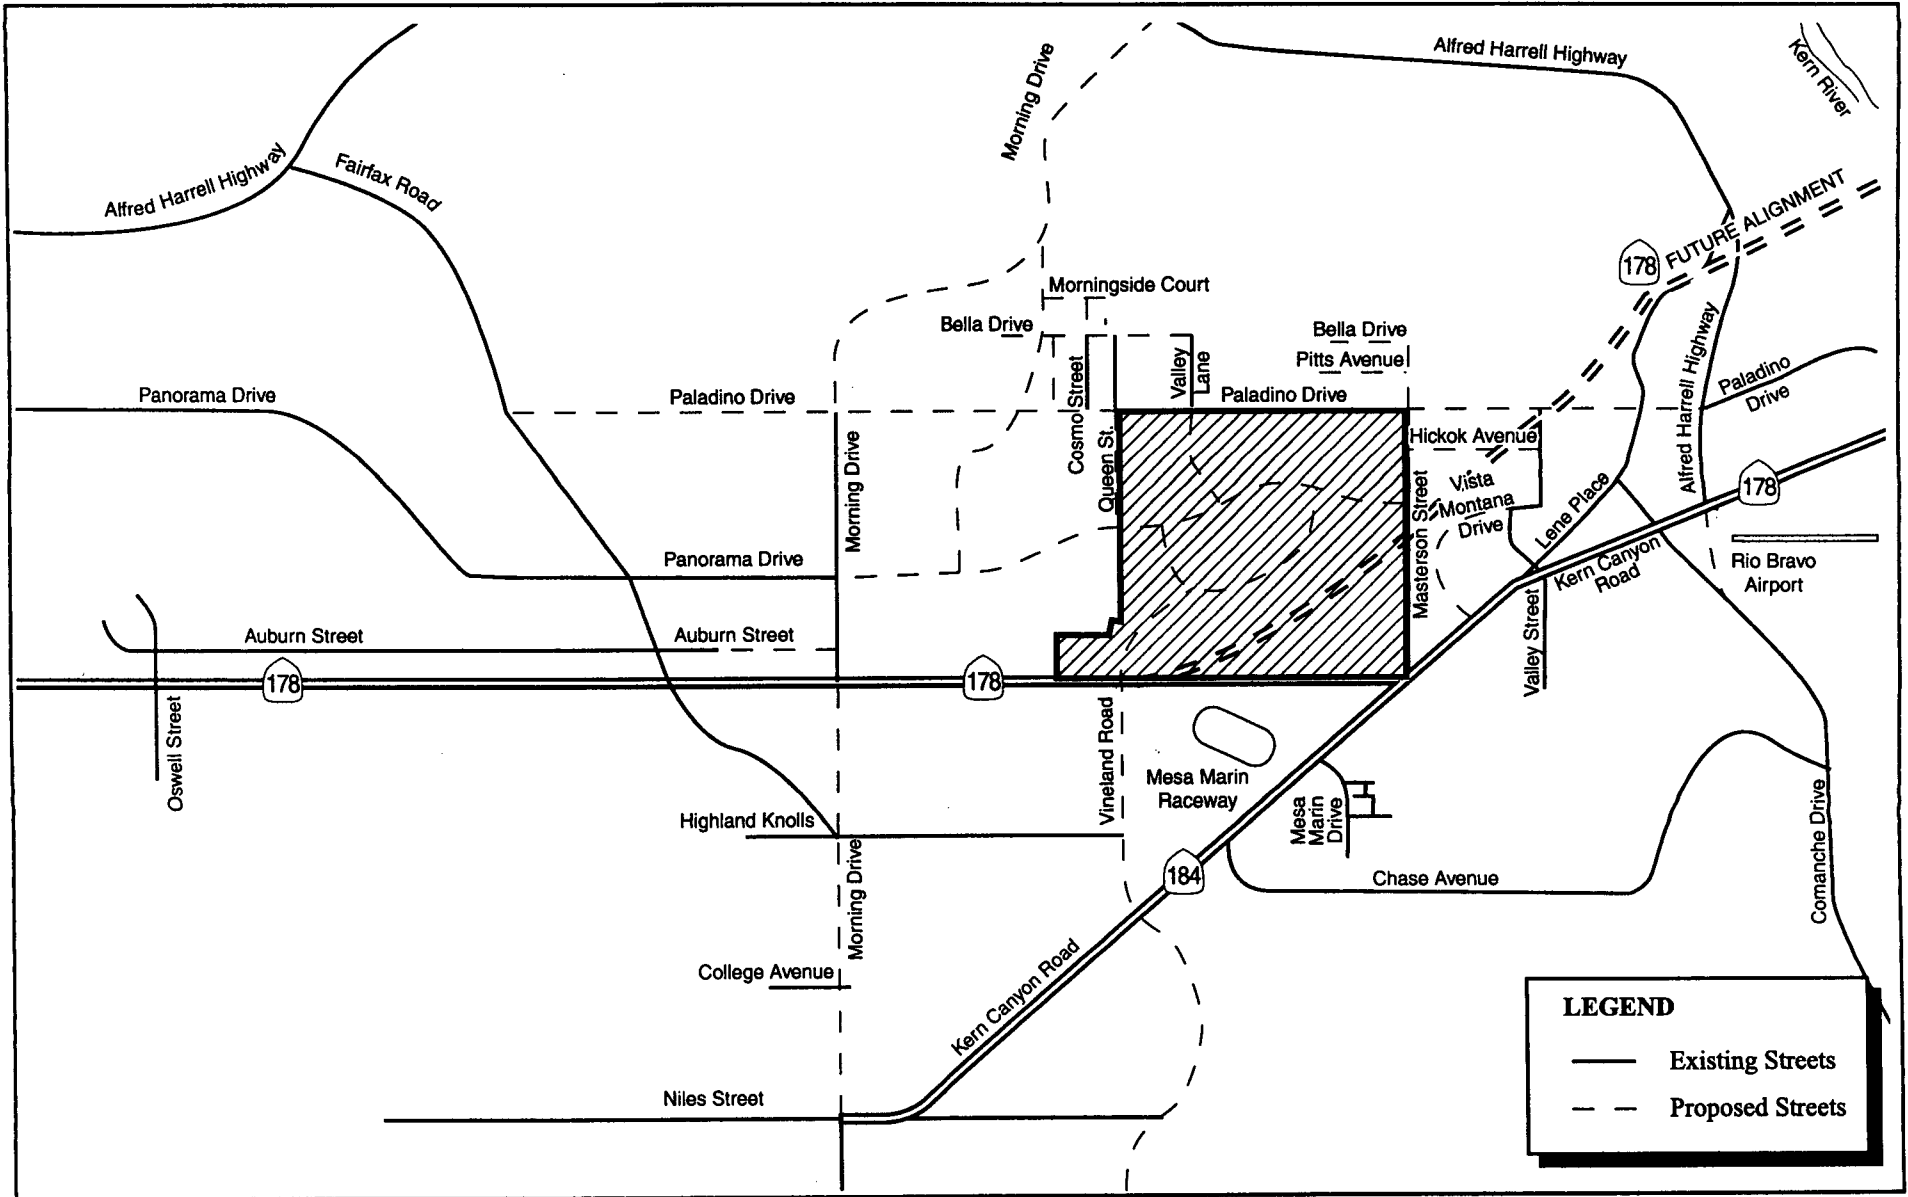 Alfred Harrell Highway
Kern River
Morning Drive
Alfred Harrell Highway
Fairfax Road
FUTURE ALIGNMENT
178
Morningside Court
Bella Drive
Bella Drive
Pitts Avenue
Valley
Lane
Cosmo Street
Alfred Harrell Highway
Paladino
Drive
Panorama Drive
Paladino Drive
Paladino Drive
Morning Drive
Queen St.
Hickok Avenue
Masterson Street
Vista
Montana
Drive
Lene Place
178
Kern Canyon
Road
Rio Bravo
Airport
Panorama Drive
Valley Street
Auburn Street
Auburn Street
178
178
Oswell Street
Vineland Road
Mesa Marin
Raceway
Mesa
Marin
Drive
Highland Knolls
Morning Drive
184
Chase Avenue
Comanche Drive
College Avenue
Kern Canyon Road
Niles Street
LEGEND
Existing Streets
Proposed Streets